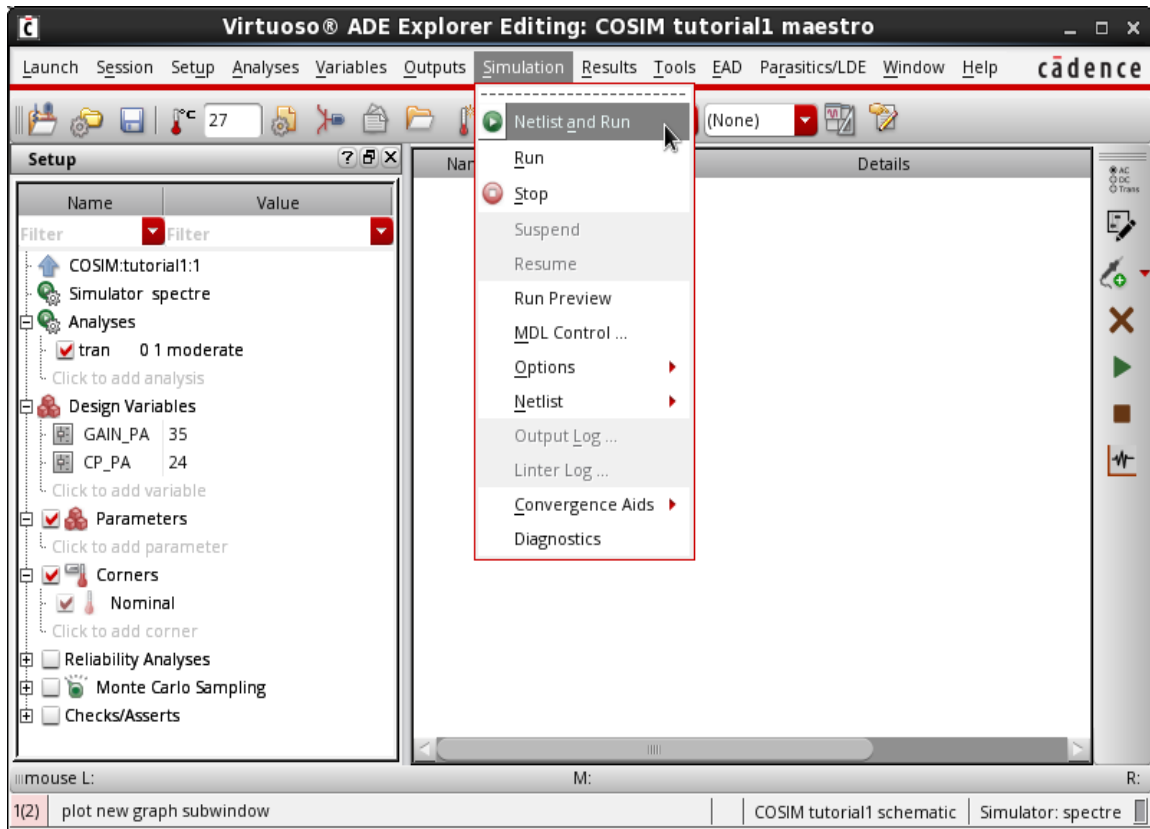 Virtuoso® ADE Explorer Editing: COSIM tutorial1 maestro
Launch Session Setup Analyses Variables Outputs Simulation Results Tools EAD Parasitics/LDE Window Help cādence
°C 27 (None)
Setup
Name Value
Filter Filter
COSIM:tutorial1:1
Simulator spectre
Analyses
tran 0 1 moderate
Click to add analysis
Design Variables
GAIN_PA 35
CP_PA 24
Click to add variable
Parameters
Click to add parameter
Corners
Nominal
Click to add corner
Reliability Analyses
Monte Carlo Sampling
Checks/Asserts
Netlist and Run
Run
Stop
Suspend
Resume
Run Preview
MDL Control ...
Options
Netlist
Output Log ...
Linter Log ...
Convergence Aids
Diagnostics
Nam Details
AC
DC
Trans
mouse L: M: R:
1(2) plot new graph subwindow COSIM tutorial1 schematic Simulator: spectre